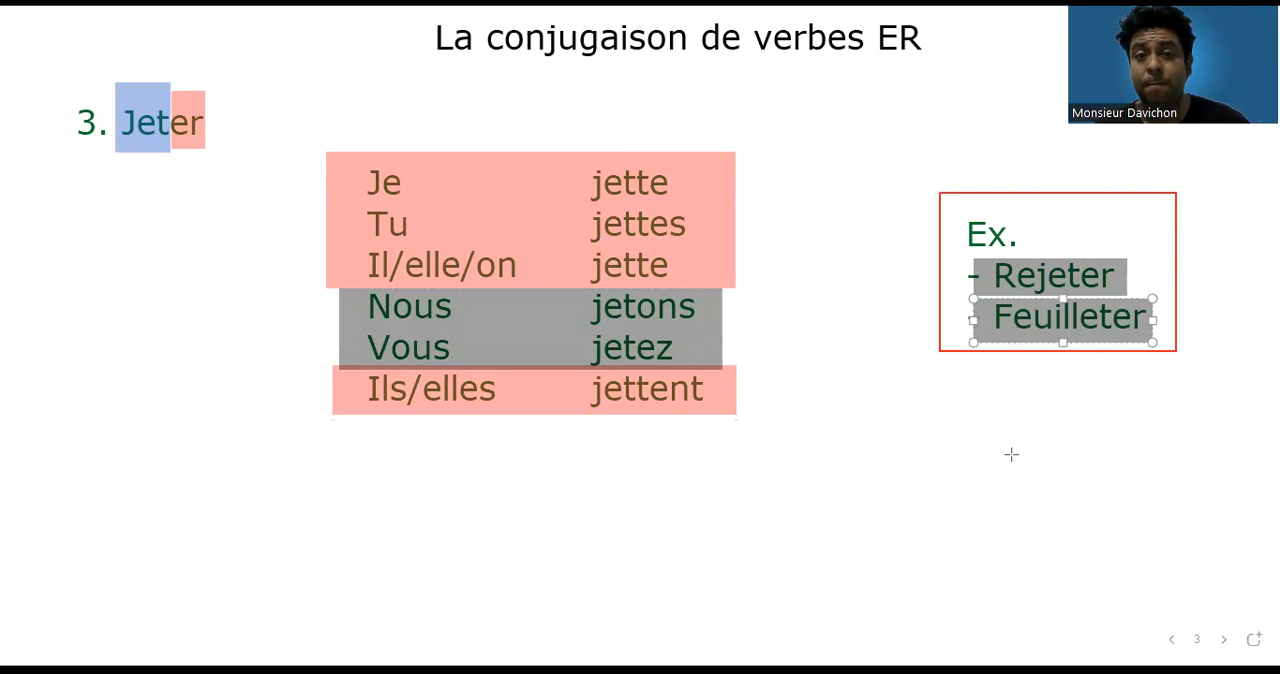 La conjugaison de verbes ER
Monsieur Davichon
3. Jeter
Je jette
Tu jettes
Il/elle/on jette
Nous jetons
Vous jetez
Ils/elles jettent
Ex.
- Rejeter
- Feuilleter
3